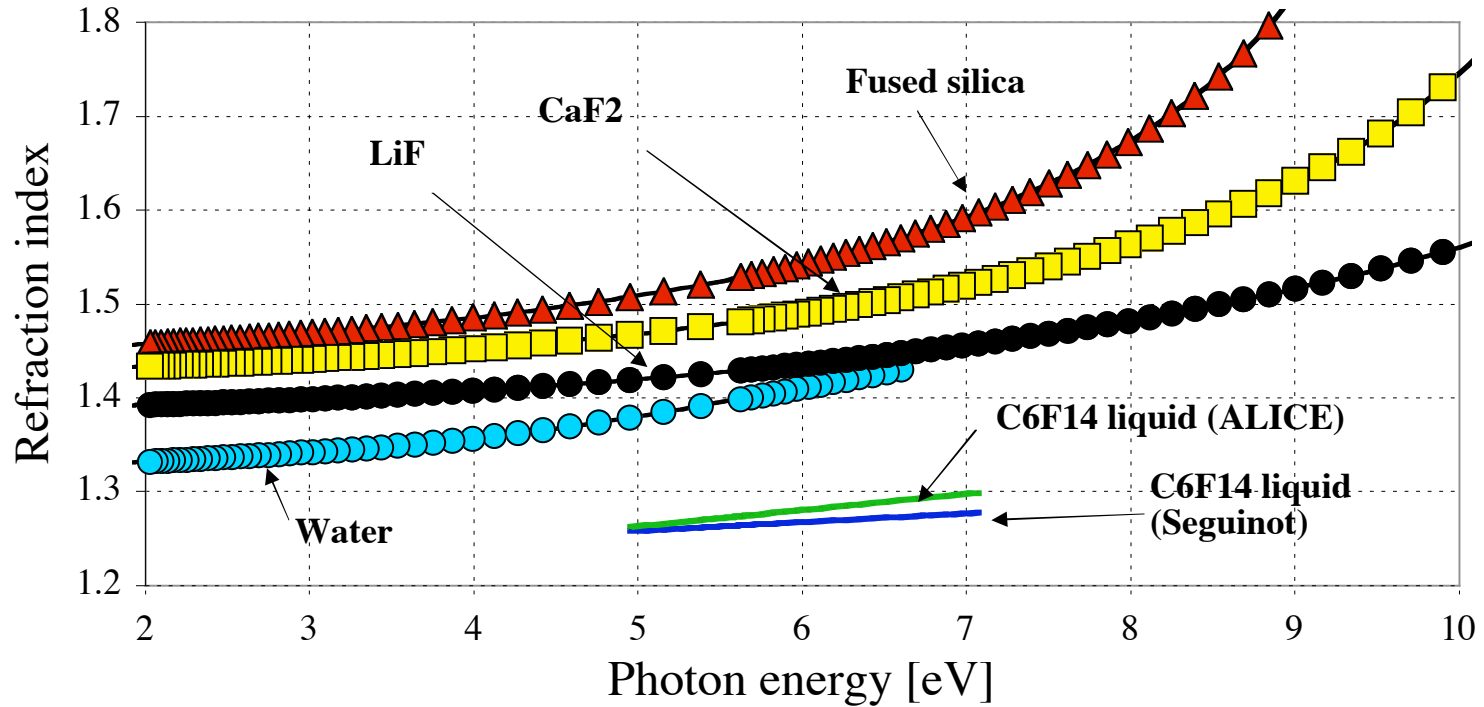 1.8
1.7
1.6
1.5
1.4
1.3
1.2
Refraction index
Fused silica
CaF2
LiF
C6F14 liquid (ALICE)
C6F14 liquid
(Seguinot)
Water
2 3 4 5 6 7 8 9 10
Photon energy [eV]